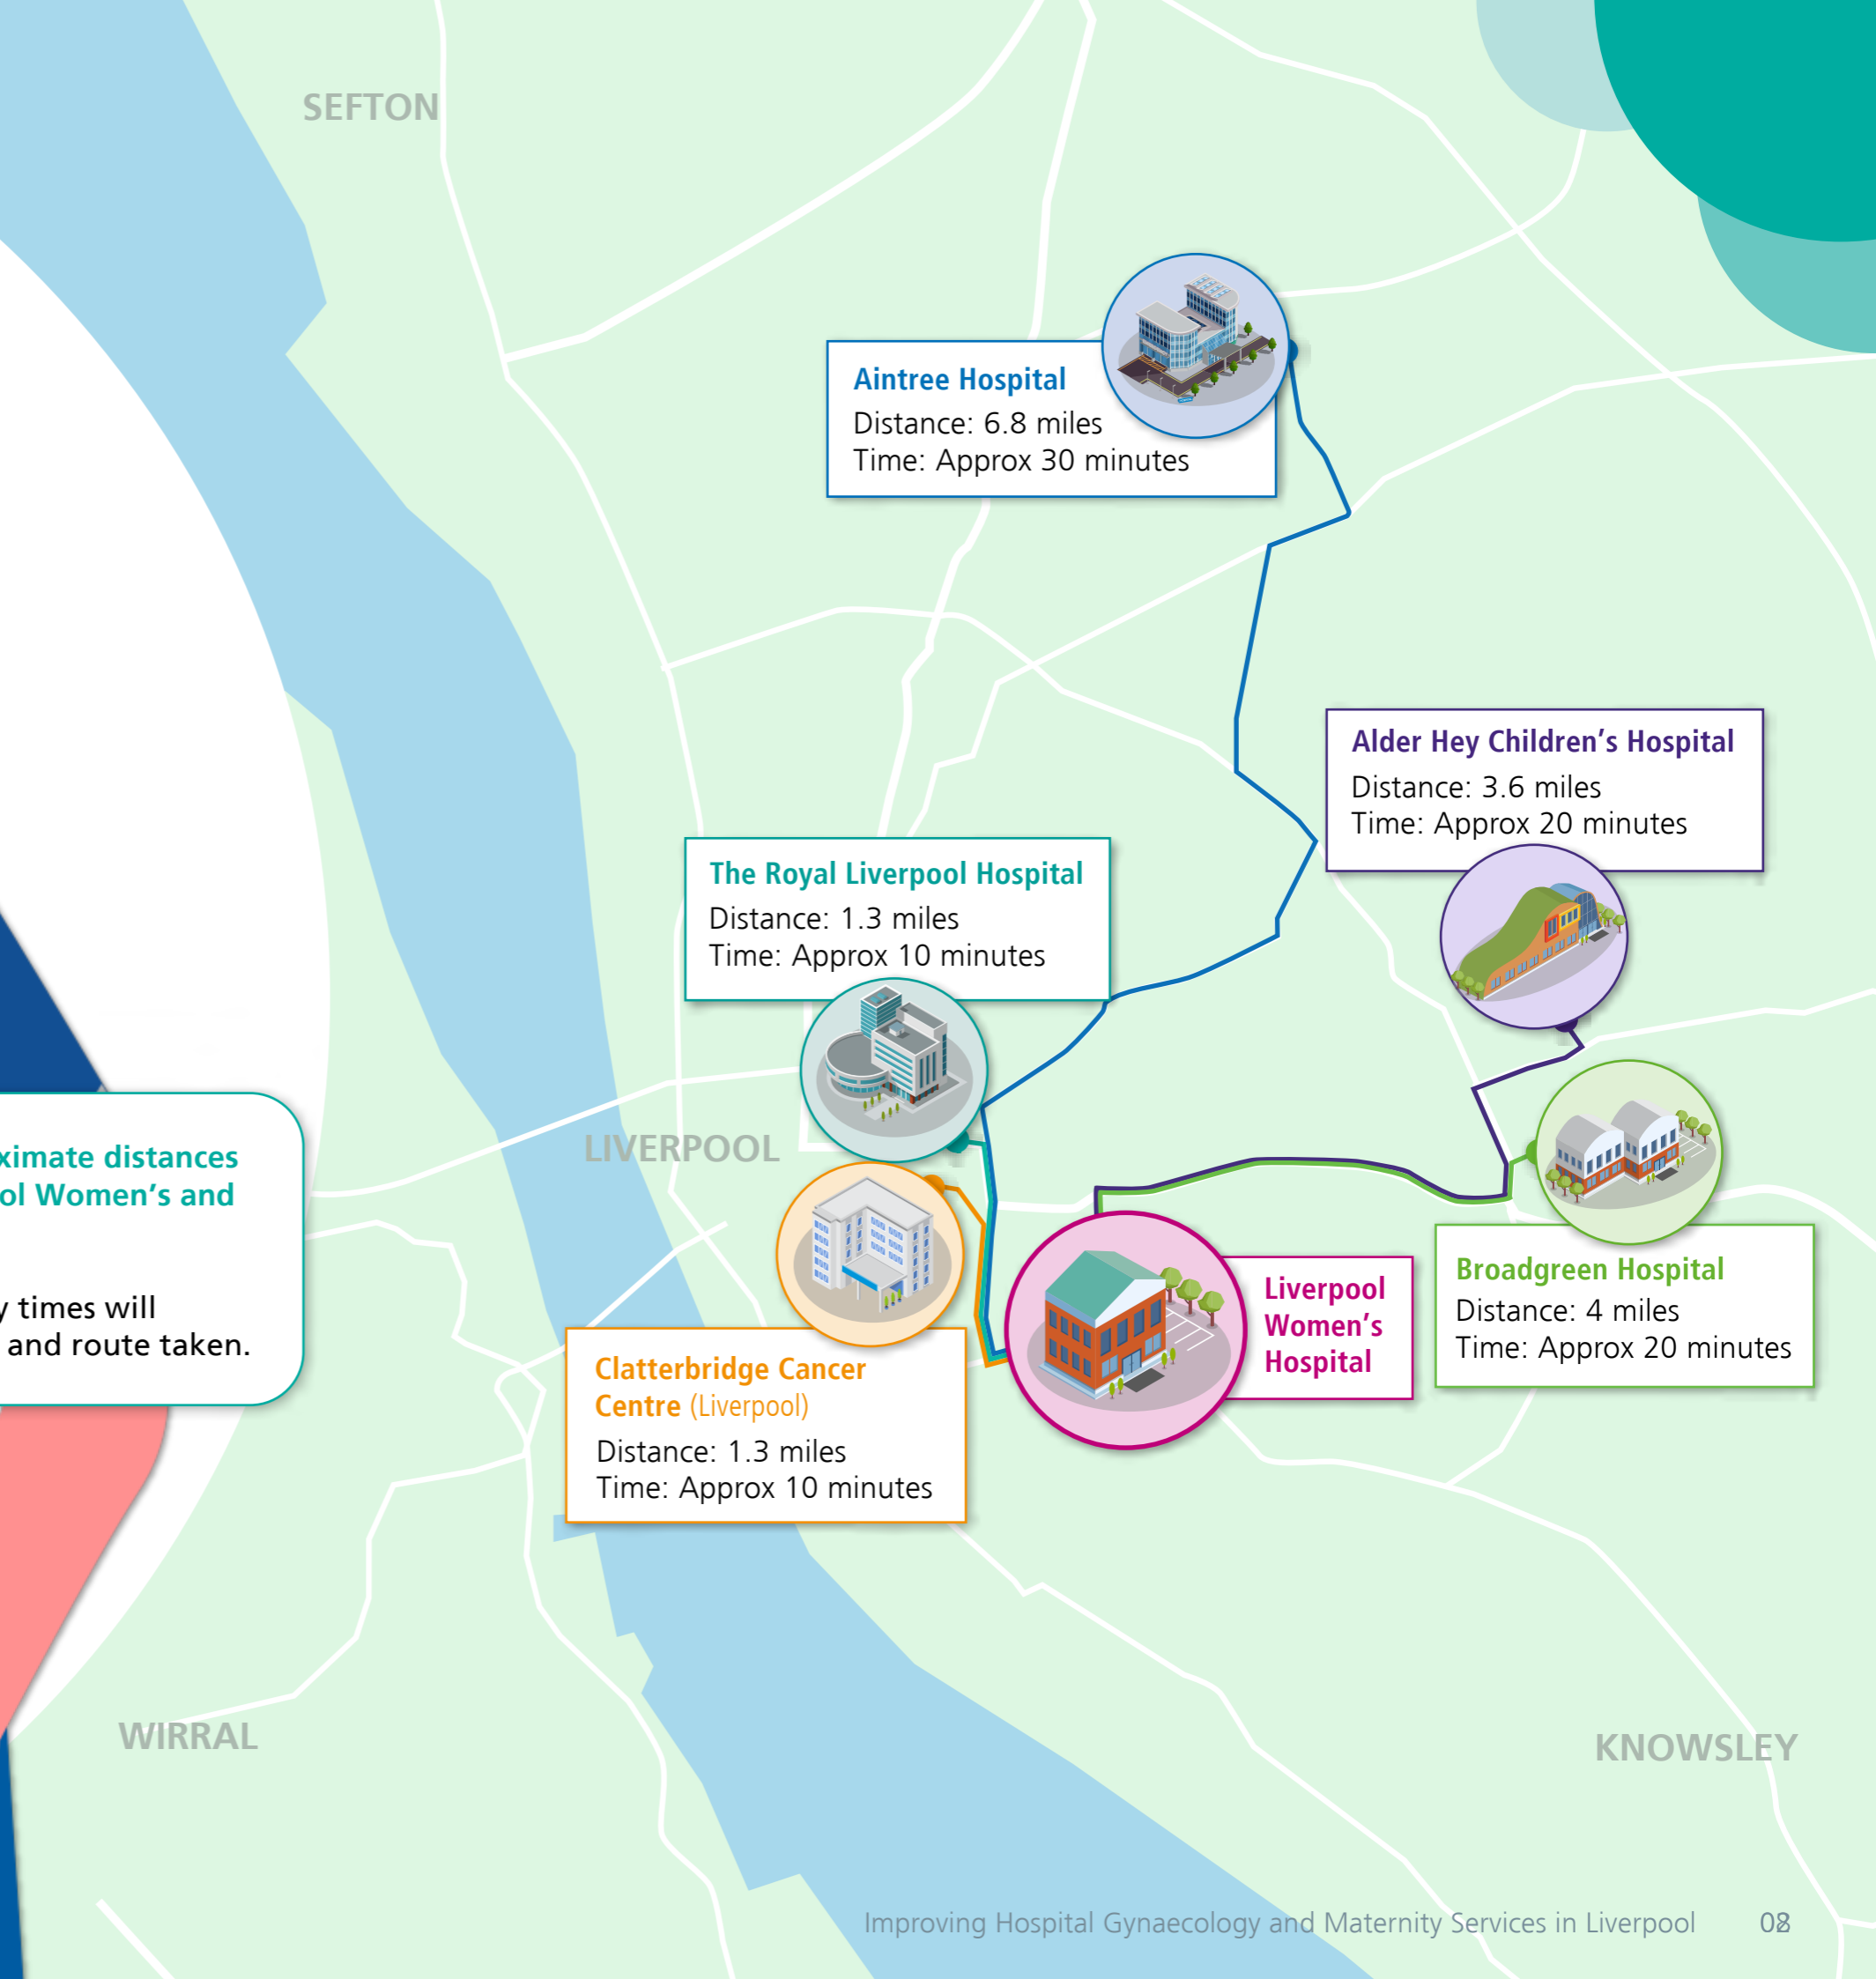 SEFTON
Aintree Hospital
Distance: 6.8 miles
Time: Approx 30 minutes
Alder Hey Children’s Hospital
Distance: 3.6 miles
Time: Approx 20 minutes
The Royal Liverpool Hospital
Distance: 1.3 miles
Time: Approx 10 minutes
LIVERPOOL
distances
Women’s and
times will
and route taken.
Liverpool
Women’s
Hospital
Broadgreen Hospital
Distance: 4 miles
Time: Approx 20 minutes
Clatterbridge Cancer
Centre (Liverpool)
Distance: 1.3 miles
Time: Approx 10 minutes
WIRRAL
KNOWSLEY
Improving Hospital Gynaecology and Maternity Services in Liverpool